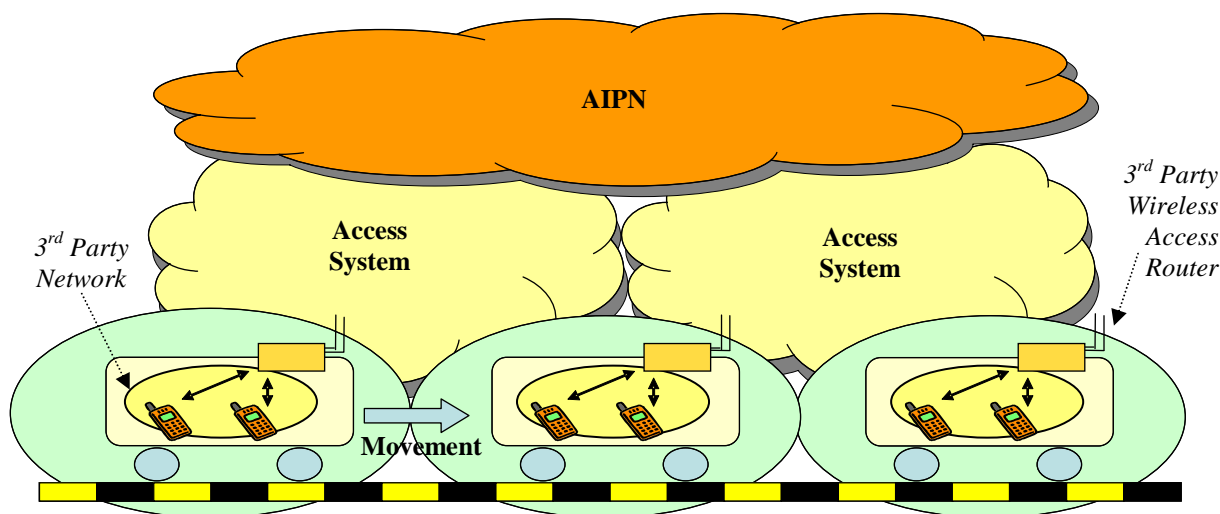 AIPN
Access
System
Access
System
3rd Party
Network
3rd Party
Wireless
Access
Router
Movement